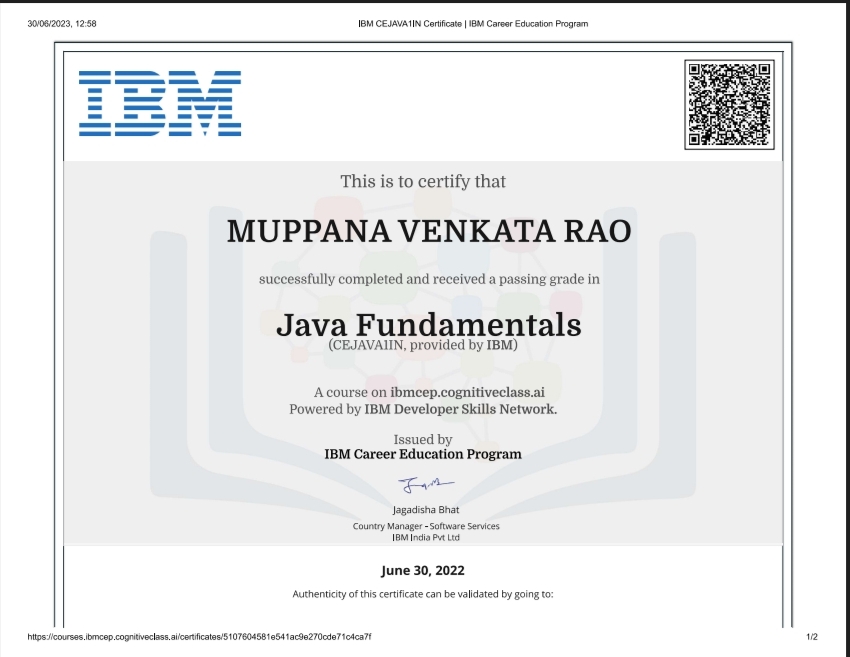 30/06/2023, 12:58
IBM CEJAVA1IN Certificate | IBM Career Education Program
IBM
This is to certify that
MUPPANA VENKATA RAO
successfully completed and received a passing grade in
Java Fundamentals
(CEJAVA1IN, provided by IBM)
A course on ibmcep.cognitiveclass.ai
Powered by IBM Developer Skills Network.
Issued by
IBM Career Education Program
Jagadisha Bhat
Country Manager - Software Services
IBM India Pvt Ltd
June 30, 2022
Authenticity of this certificate can be validated by going to:
https://courses.ibmcep.cognitiveclass.ai/certificates/5107604581e541ac9e270cde71c4ca7f
1/2